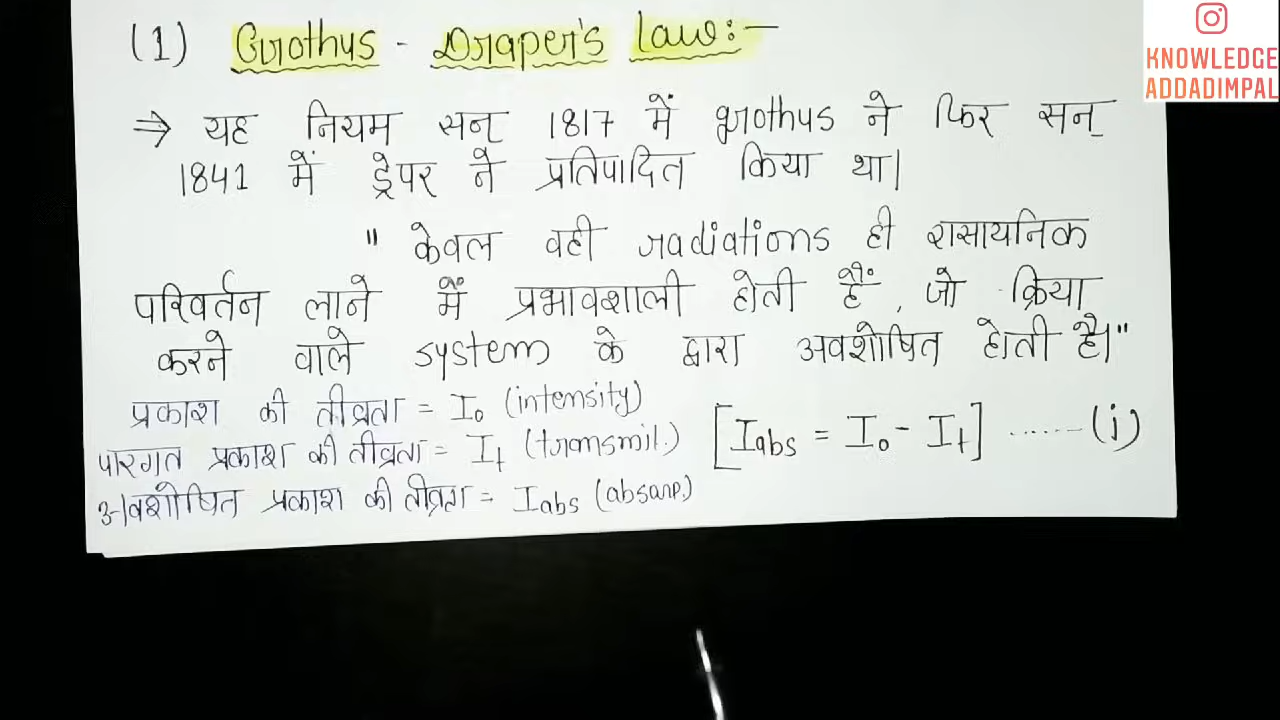 (1) Grothus - Draper's Law:-
KNOWLEDGE
ADDADIMPAL
⇒ यह नियम सन् 1817 में grothus ने फिर सन्
1841 में ड्रेपर ने प्रतिपादित किया था।
" केवल वही radiations ही रासायनिक
परिवर्तन लाने में प्रभावशाली होती हैं, जो क्रिया
करने वाले system के द्वारा अवशोषित होती है।"
प्रकाश की तीव्रता = I₀ (intensity)
पारगत प्रकाश की तीव्रता = Iₜ (transmil.) [Iabs = I₀ - Iₜ] ...... (i)
अवशोषित प्रकाश की तीव्रता = Iabs (absorp.)